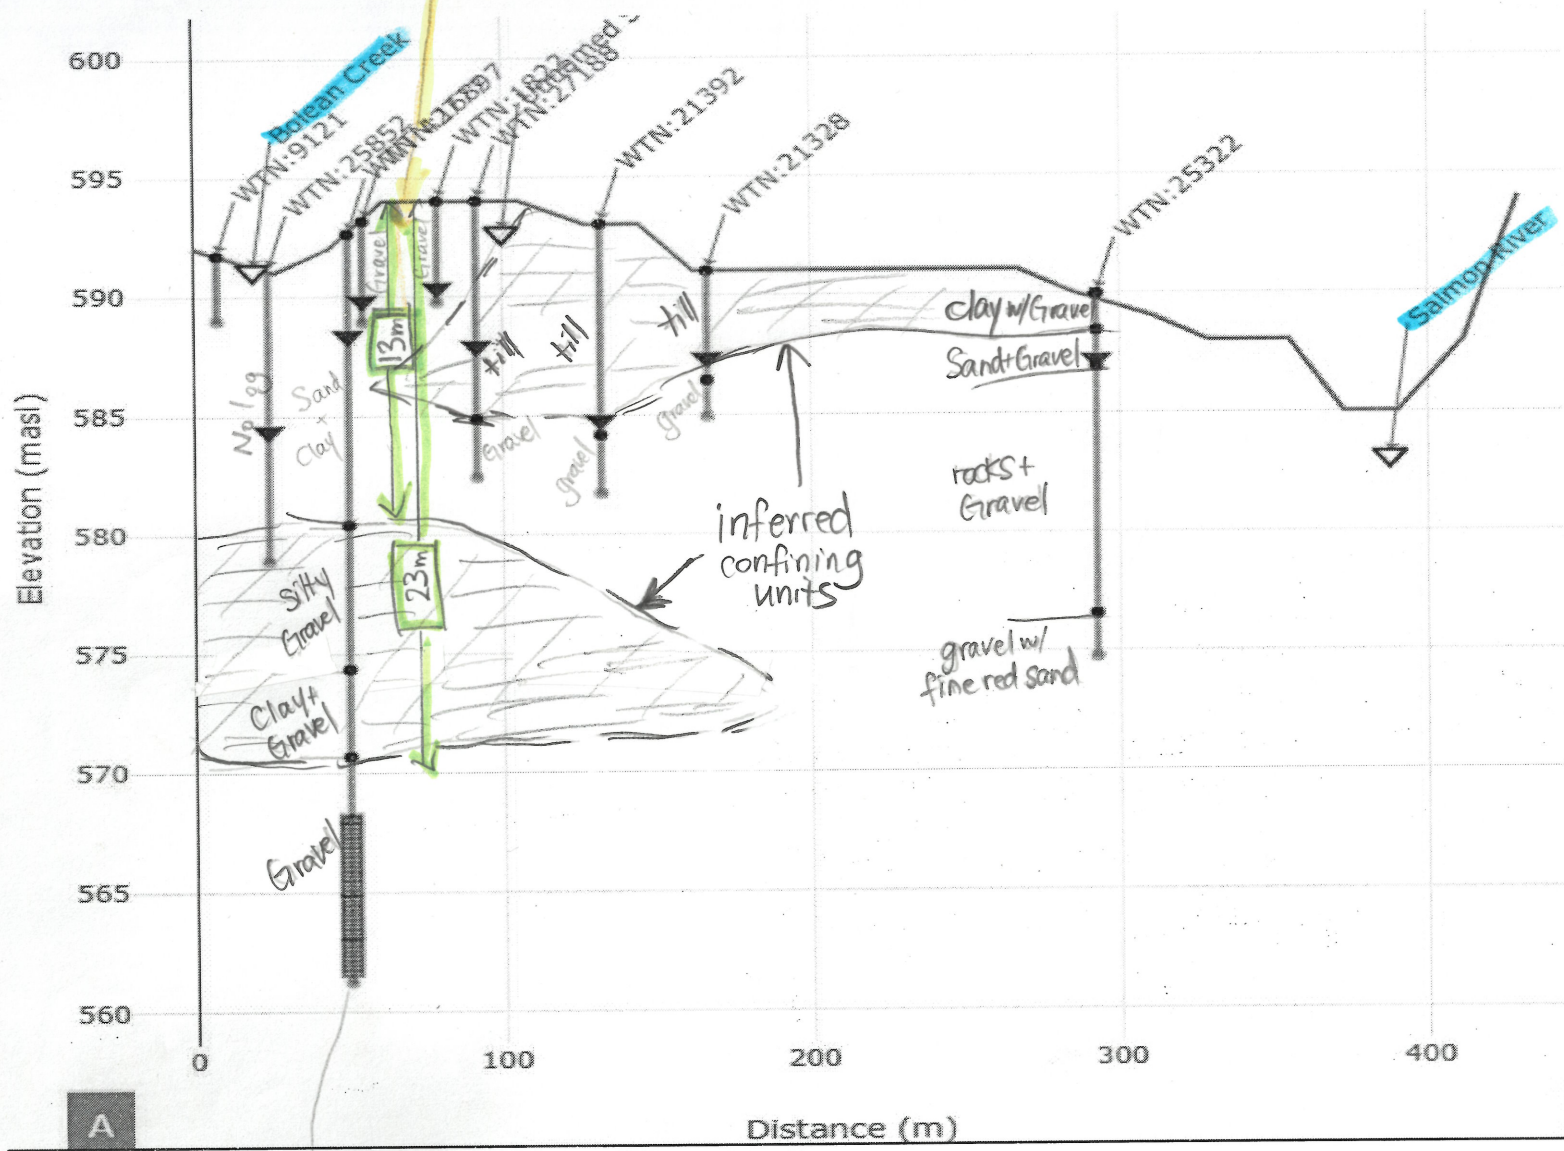 600
595
590
585
580
575
570
565
560
Elevation (masl)
Bolean Creek
WTN:9121
WTN:25852
WTN:27188
WTN:21392
WTN:21328
WTN:25322
Salmon River
Gravel
Gravel
13m
No log
Sand
+
Clay
till
till
till
Gravel
gravel
gravel
clay w/Gravel
Sand+Gravel
rocks+
Gravel
inferred
confining
units
23m
Silty
Gravel
Clay+
Gravel
gravel w/
fine red sand
Gravel
0
100
200
300
400
A
Distance (m)